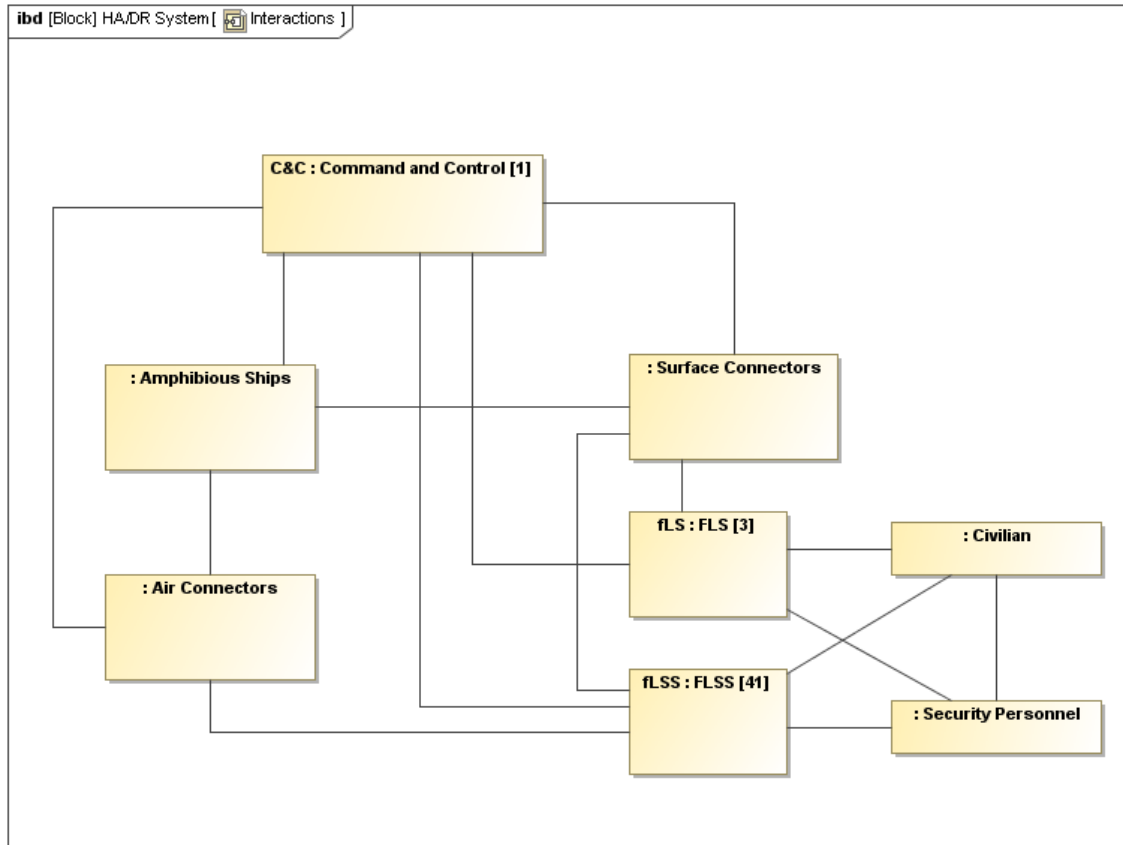 ibd [Block] HA/DR System[ Interactions ]
C&C : Command and Control [1]
: Amphibious Ships
: Surface Connectors
fLS : FLS [3]
: Civilian
: Air Connectors
fLSS : FLSS [41]
: Security Personnel